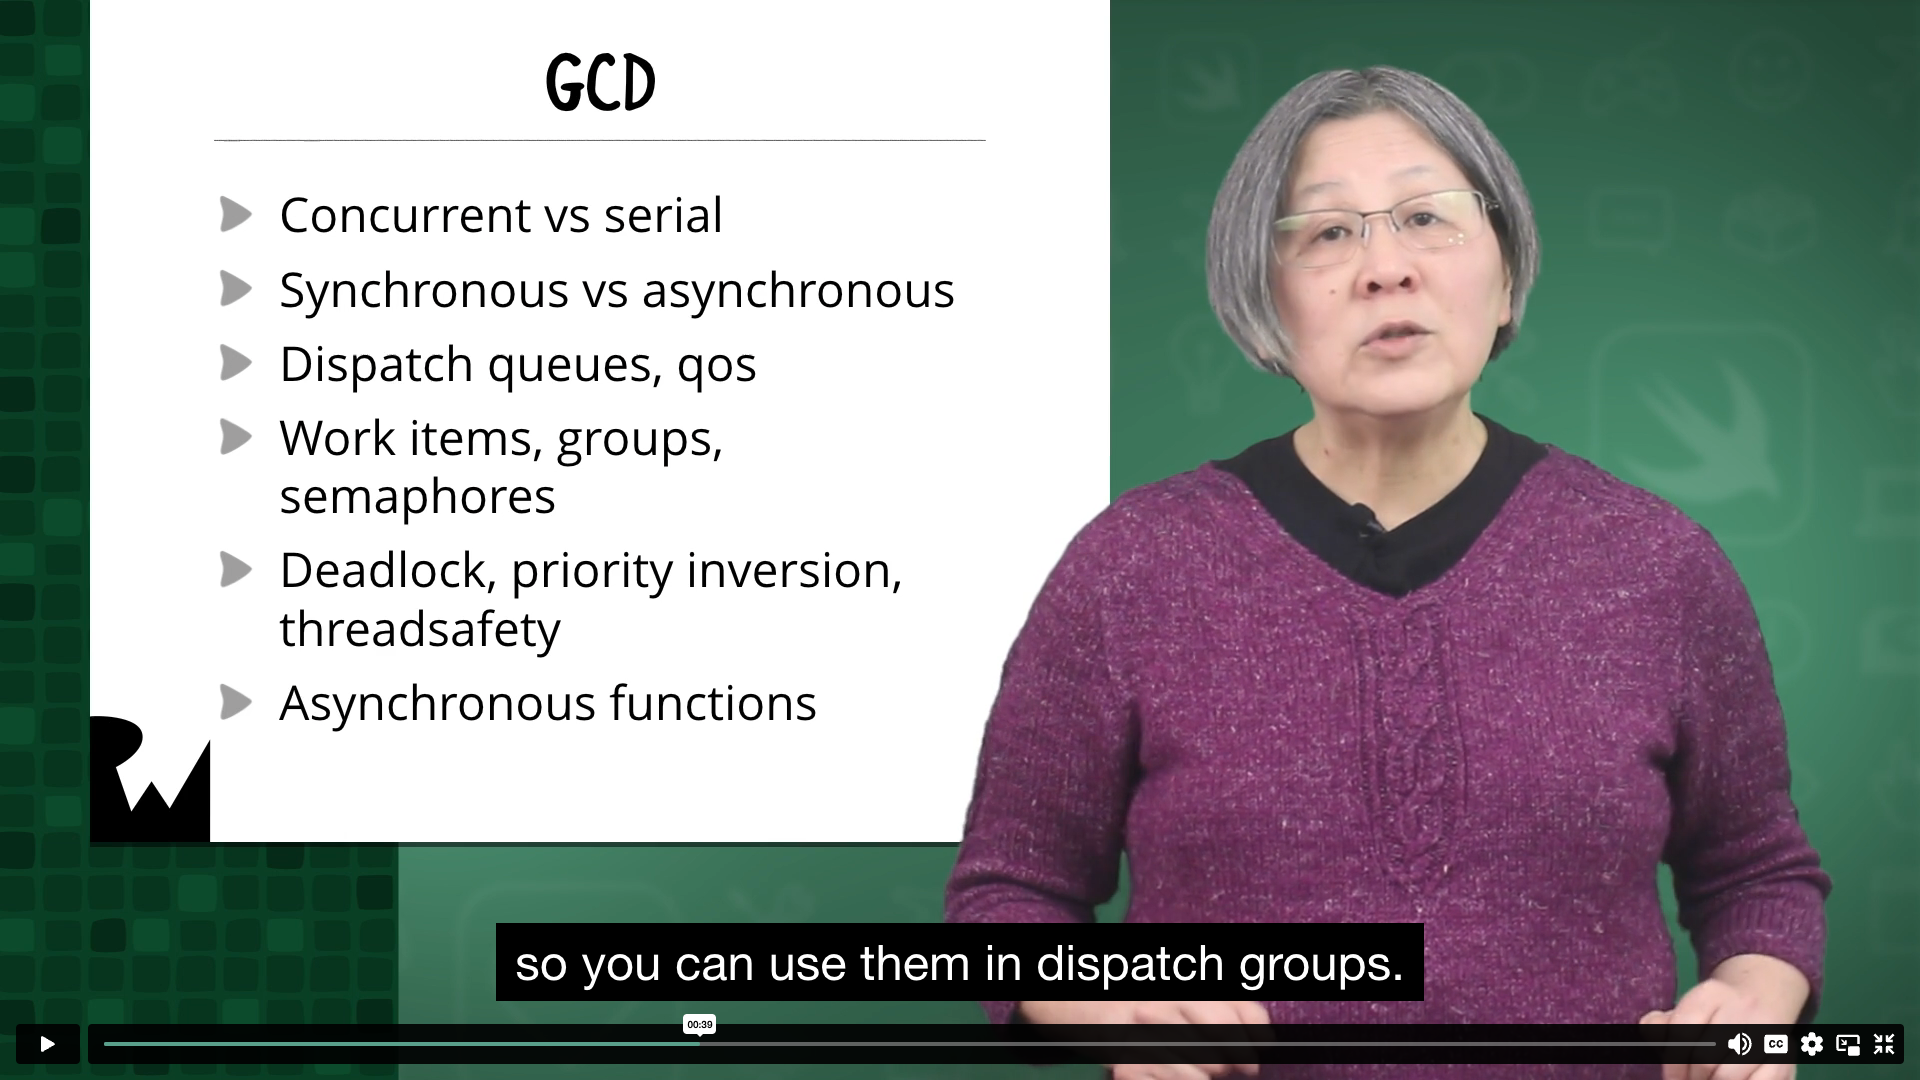 GCD
Concurrent vs serial
Synchronous vs asynchronous
Dispatch queues, qos
Work items, groups,
semaphores
Deadlock, priority inversion,
threadsafety
Asynchronous functions
RW
so you can use them in dispatch groups.
00:39
CC